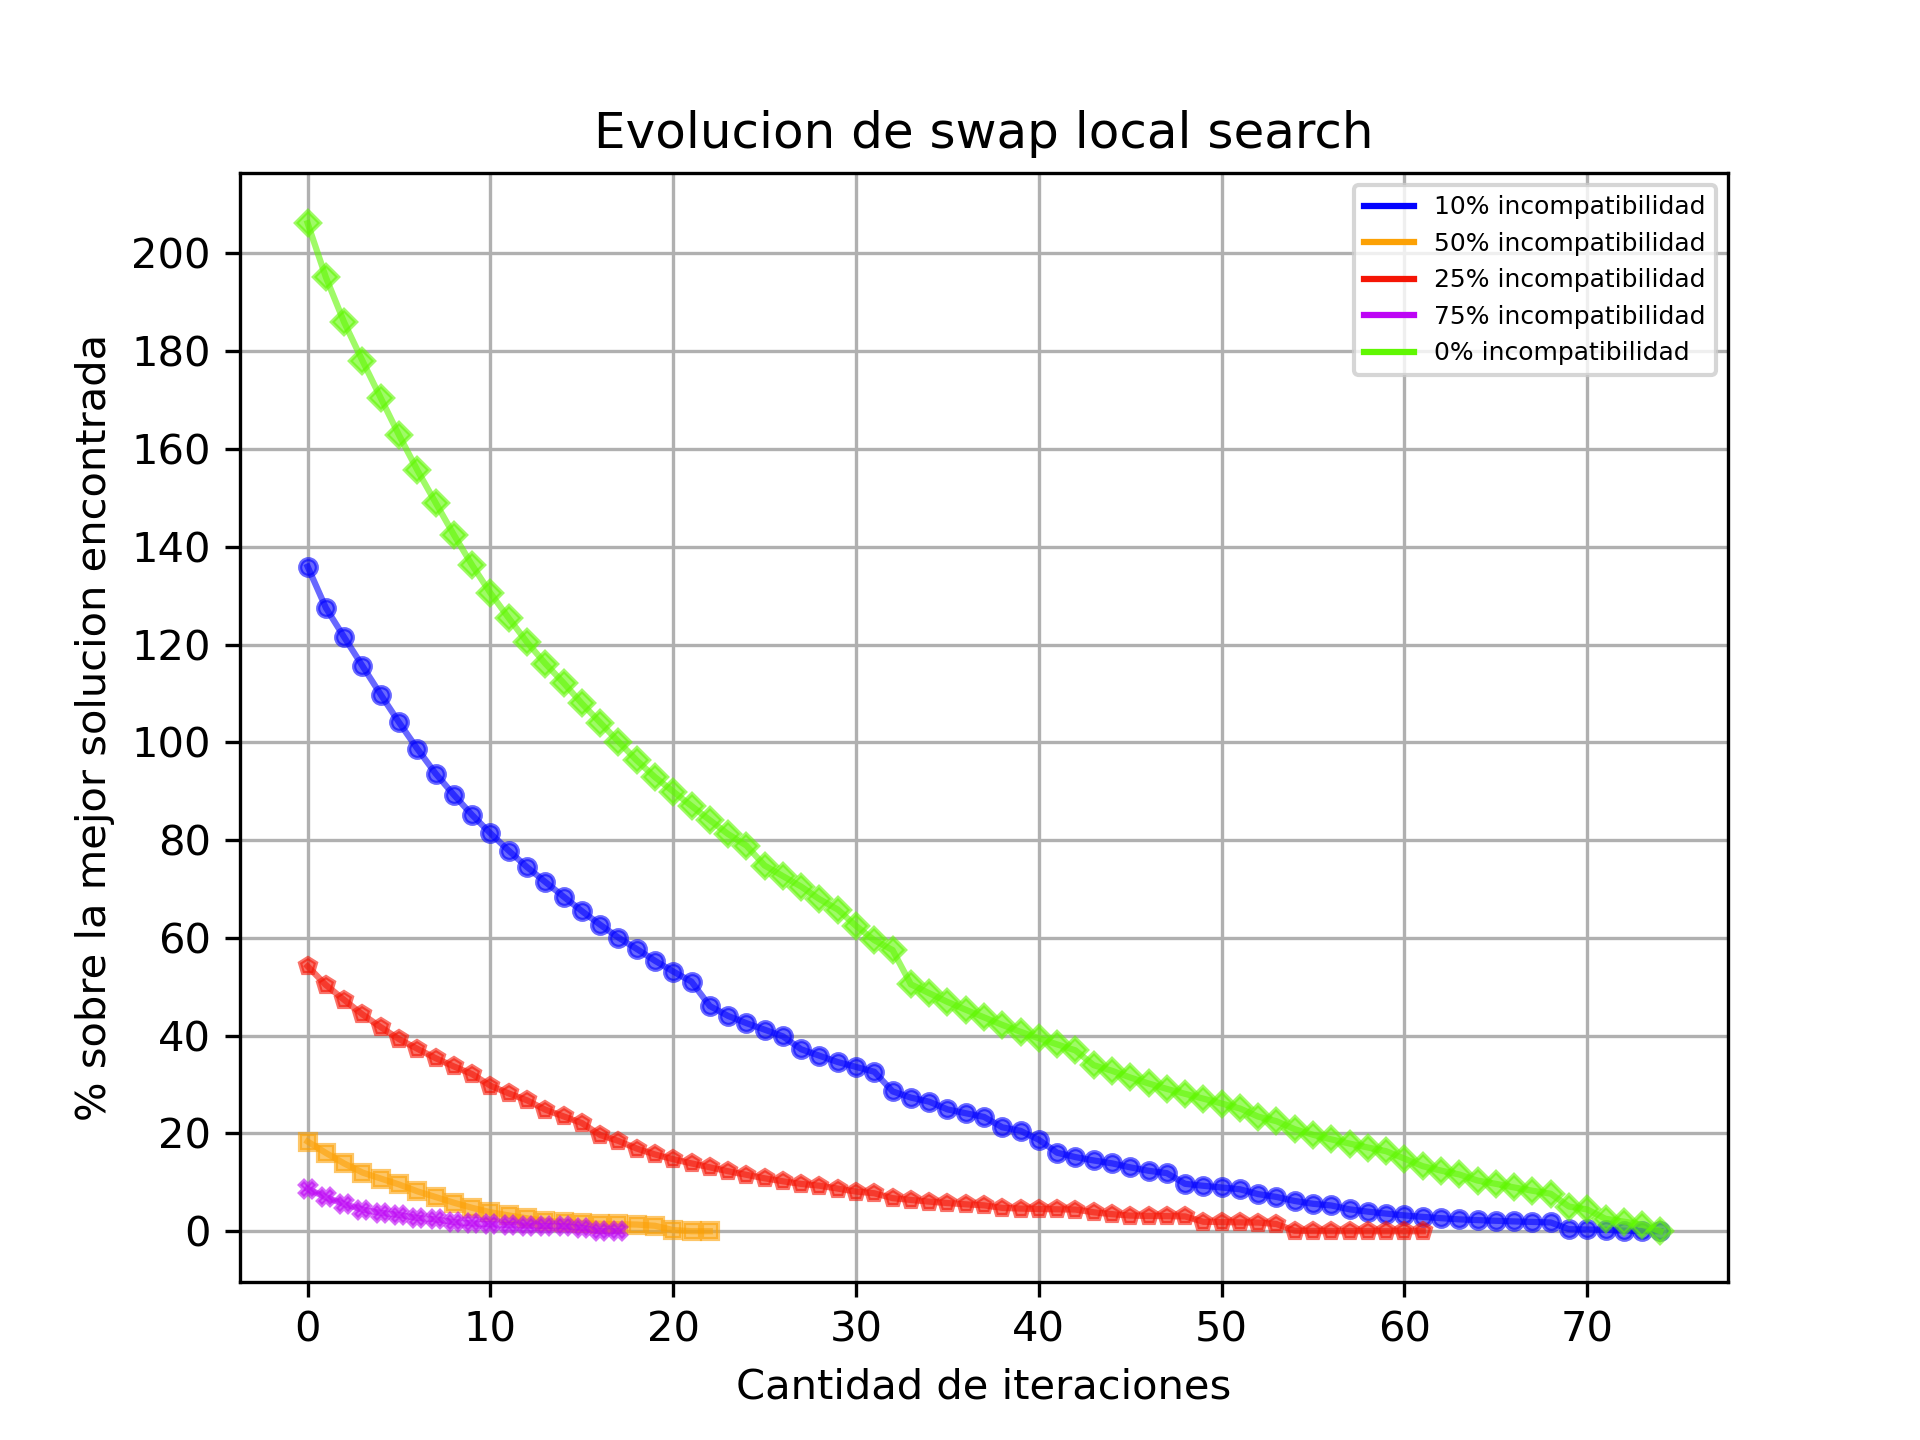 Evolucion de swap local search
10% incompatibilidad
50% incompatibilidad
25% incompatibilidad
75% incompatibilidad
0% incompatibilidad
% sobre la mejor solucion encontrada
200
180
160
140
120
100
80
60
40
20
0
0 10 20 30 40 50 60 70
Cantidad de iteraciones